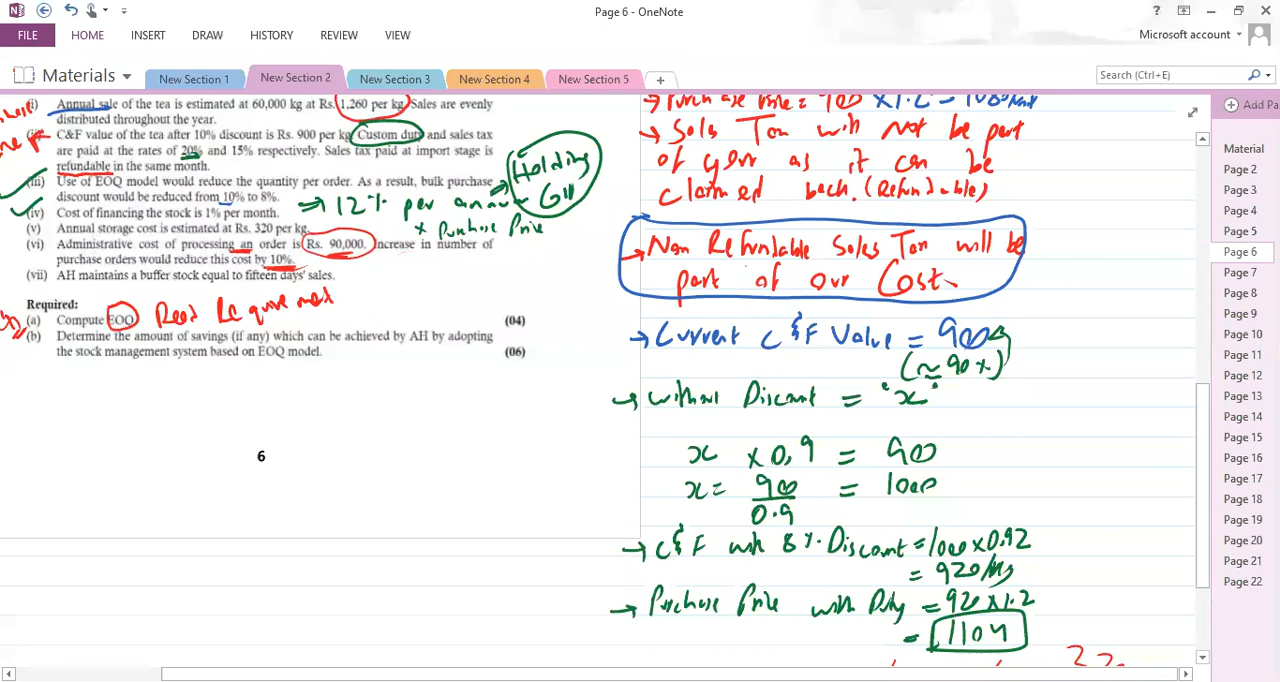 Page 6 - OneNote
?
FILE HOME INSERT DRAW HISTORY REVIEW VIEW
Microsoft account
Materials
New Section 1 New Section 2 New Section 3 New Section 4 New Section 5 +
Search (Ctrl+E)
i) Annual sale of the tea is estimated at 60,000 kg at Rs. 1,260 per kg. Sales are evenly
distributed throughout the year.
C&F value of the tea after 10% discount is Rs. 900 per kg. Custom duty and sales tax
are paid at the rates of 20% and 15% respectively. Sales tax paid at import stage is
refundable in the same month.
(iii) Use of EOQ model would reduce the quantity per order. As a result, bulk purchase
discount would be reduced from 10% to 8%.
(iv) Cost of financing the stock is 1% per month.
(v) Annual storage cost is estimated at Rs. 320 per kg.
(vi) Administrative cost of processing an order is Rs. 90,000. Increase in number of
purchase orders would reduce this cost by 10%.
(vii) AH maintains a buffer stock equal to fifteen days' sales.
Holding
⇒ 12% per annum
x Purchase Price
Required:
(a) Compute EOQ (04)
Read Requirement
(b) Determine the amount of savings (if any) which can be achieved by AH by adopting
the stock management system based on EOQ model. (06)
6
→ Purchase Price = 900 x1.2 = 1080
→ Sales Tax will Not be part
of your as it can be
claimed back. (Refundable)
→ Non Refundable Sales Tax will be
part of our Cost.
→ Current C&F Value = 900
(≈ 90%)
→ without Discount = 'x'
x x0.9 = 900
x = 900/0.9 = 1000
→ C&F with 8% Discount = 1000 x 0.92
= 920/kg
→ Purchase Price with Duty = 920 x 1.2
= 1104
Add Pa
Material
Page 2
Page 3
Page 4
Page 5
Page 6
Page 7
Page 8
Page 9
Page 10
Page 11
Page 12
Page 13
Page 14
Page 15
Page 16
Page 17
Page 18
Page 19
Page 20
Page 21
Page 22